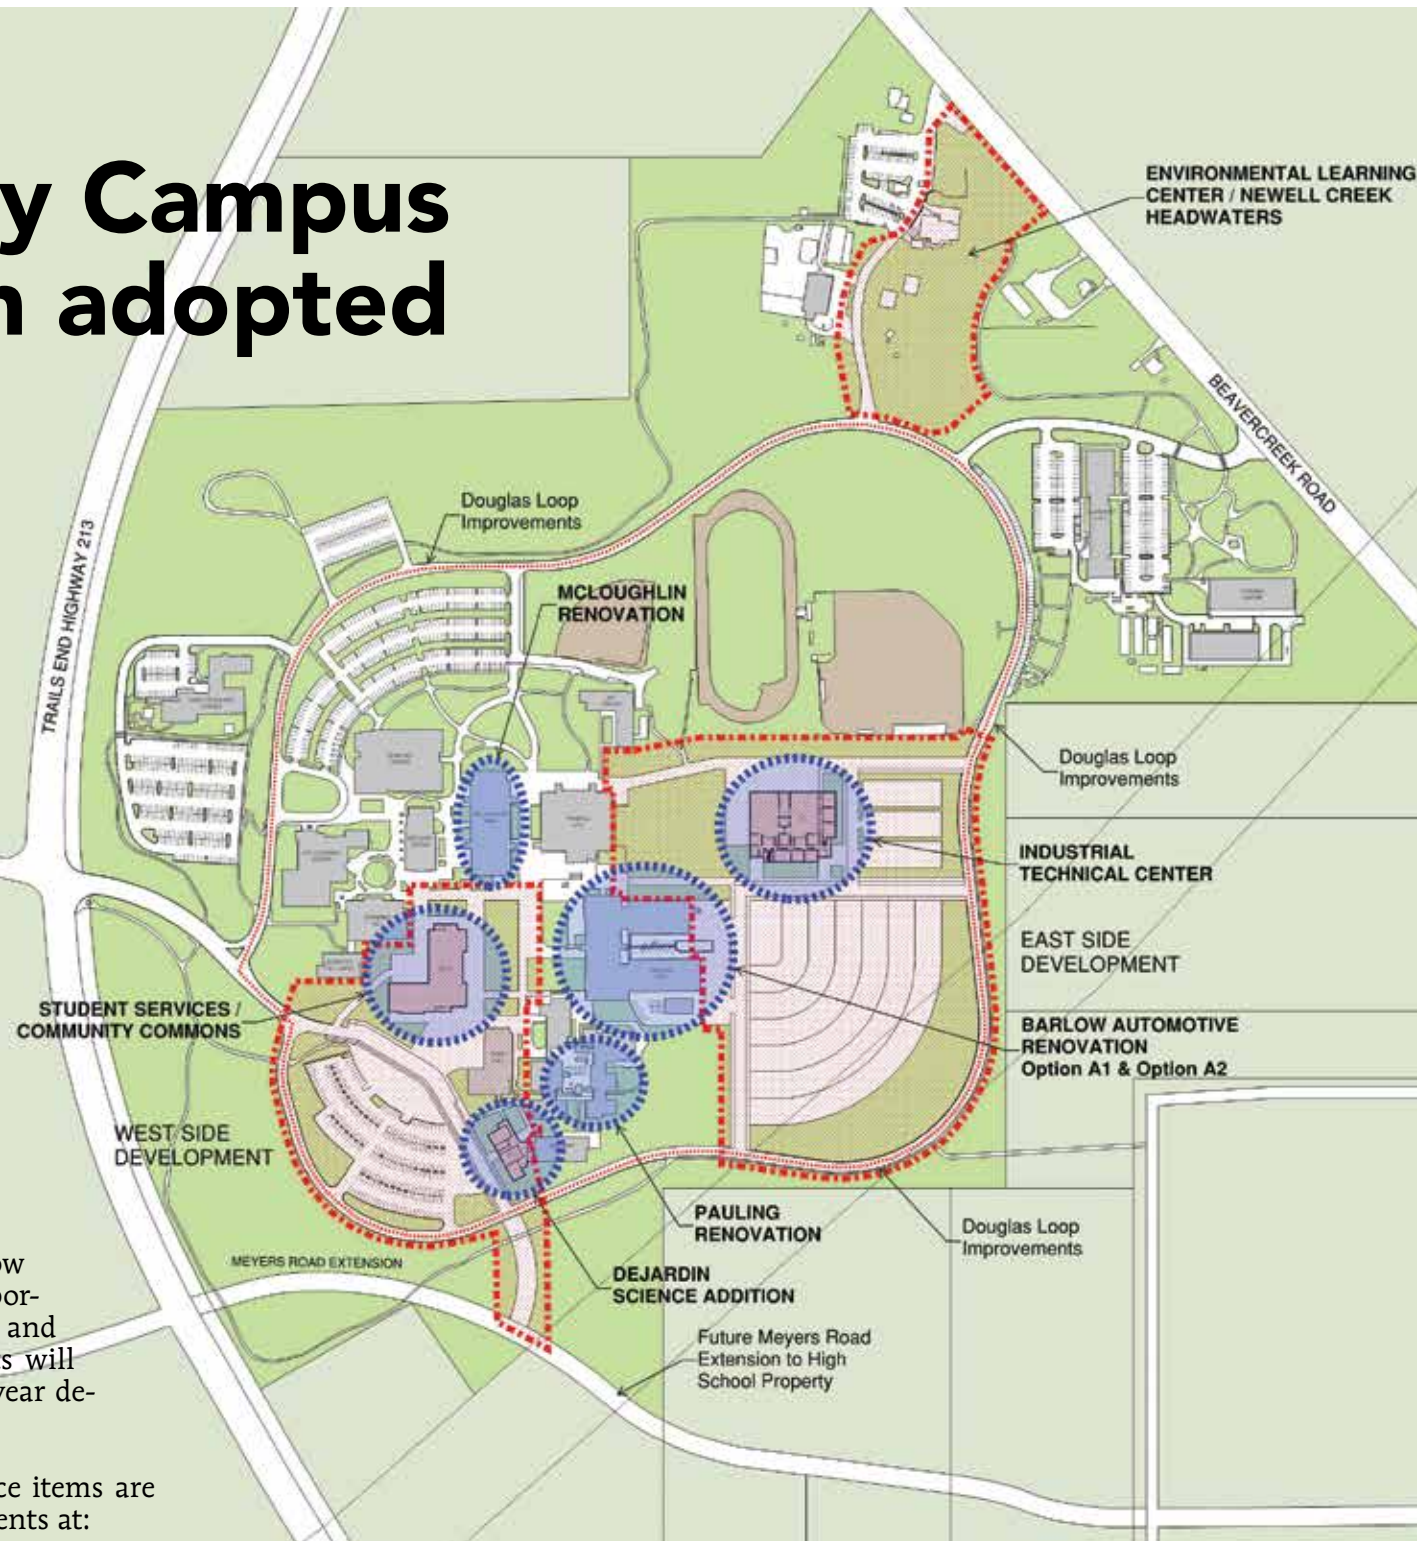 y Campus
n adopted
ENVIRONMENTAL LEARNING
CENTER / NEWELL CREEK
HEADWATERS
BEAVERCREEK ROAD
TRAILS END HIGHWAY 213
Douglas Loop
Improvements
MCLOUGHLIN
RENOVATION
Douglas Loop
Improvements
INDUSTRIAL
TECHNICAL CENTER
EAST SIDE
DEVELOPMENT
STUDENT SERVICES /
COMMUNITY COMMONS
BARLOW AUTOMOTIVE
RENOVATION
Option A1 & Option A2
WEST SIDE
DEVELOPMENT
PAULING
RENOVATION
Douglas Loop
Improvements
MEYERS ROAD EXTENSION
DEJARDIN
SCIENCE ADDITION
Future Meyers Road
Extension to High
School Property
ow
por-
and
s will
year de-
ce items are
ents at: